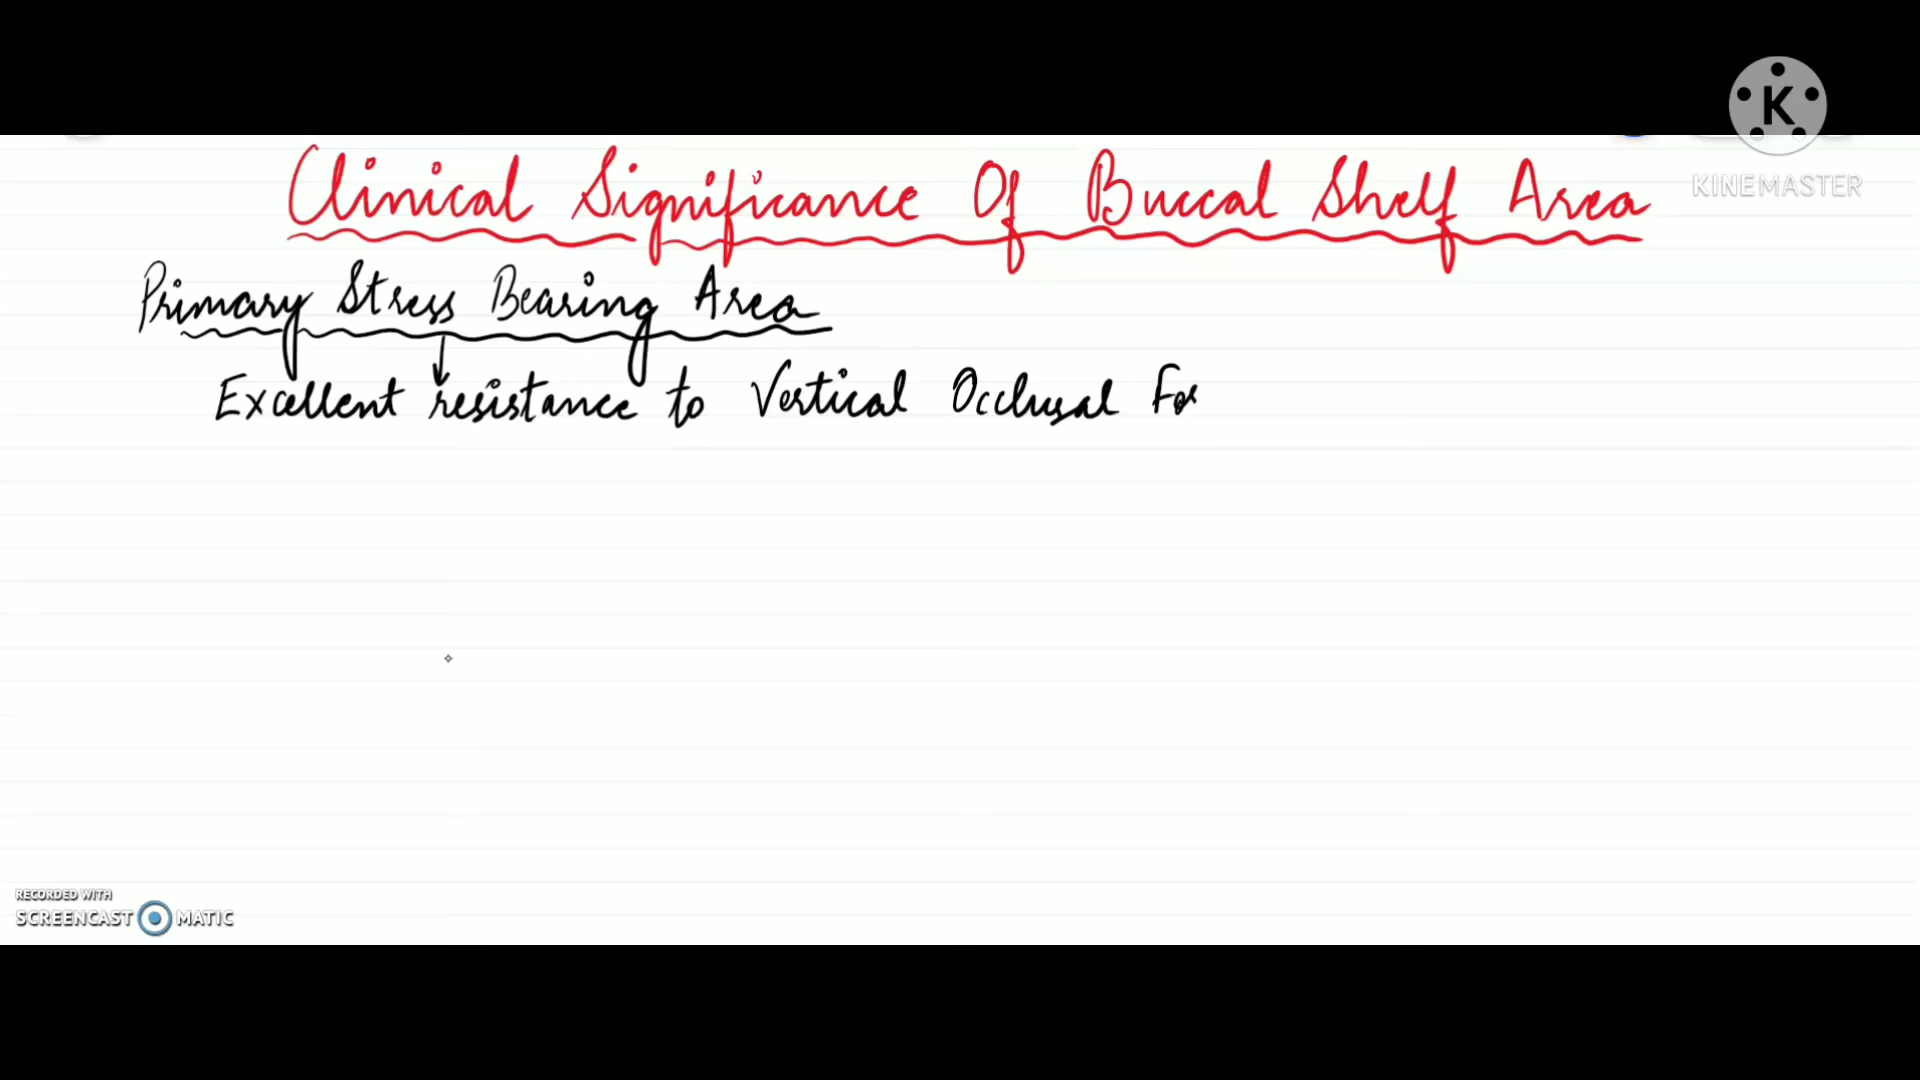 K
KINEMASTER
Clinical Significance Of Buccal Shelf Area
Primary Stress Bearing Area
Excellent resistance to Vertical Occlusal For
RECORDED WITH
SCREENCAST MATIC